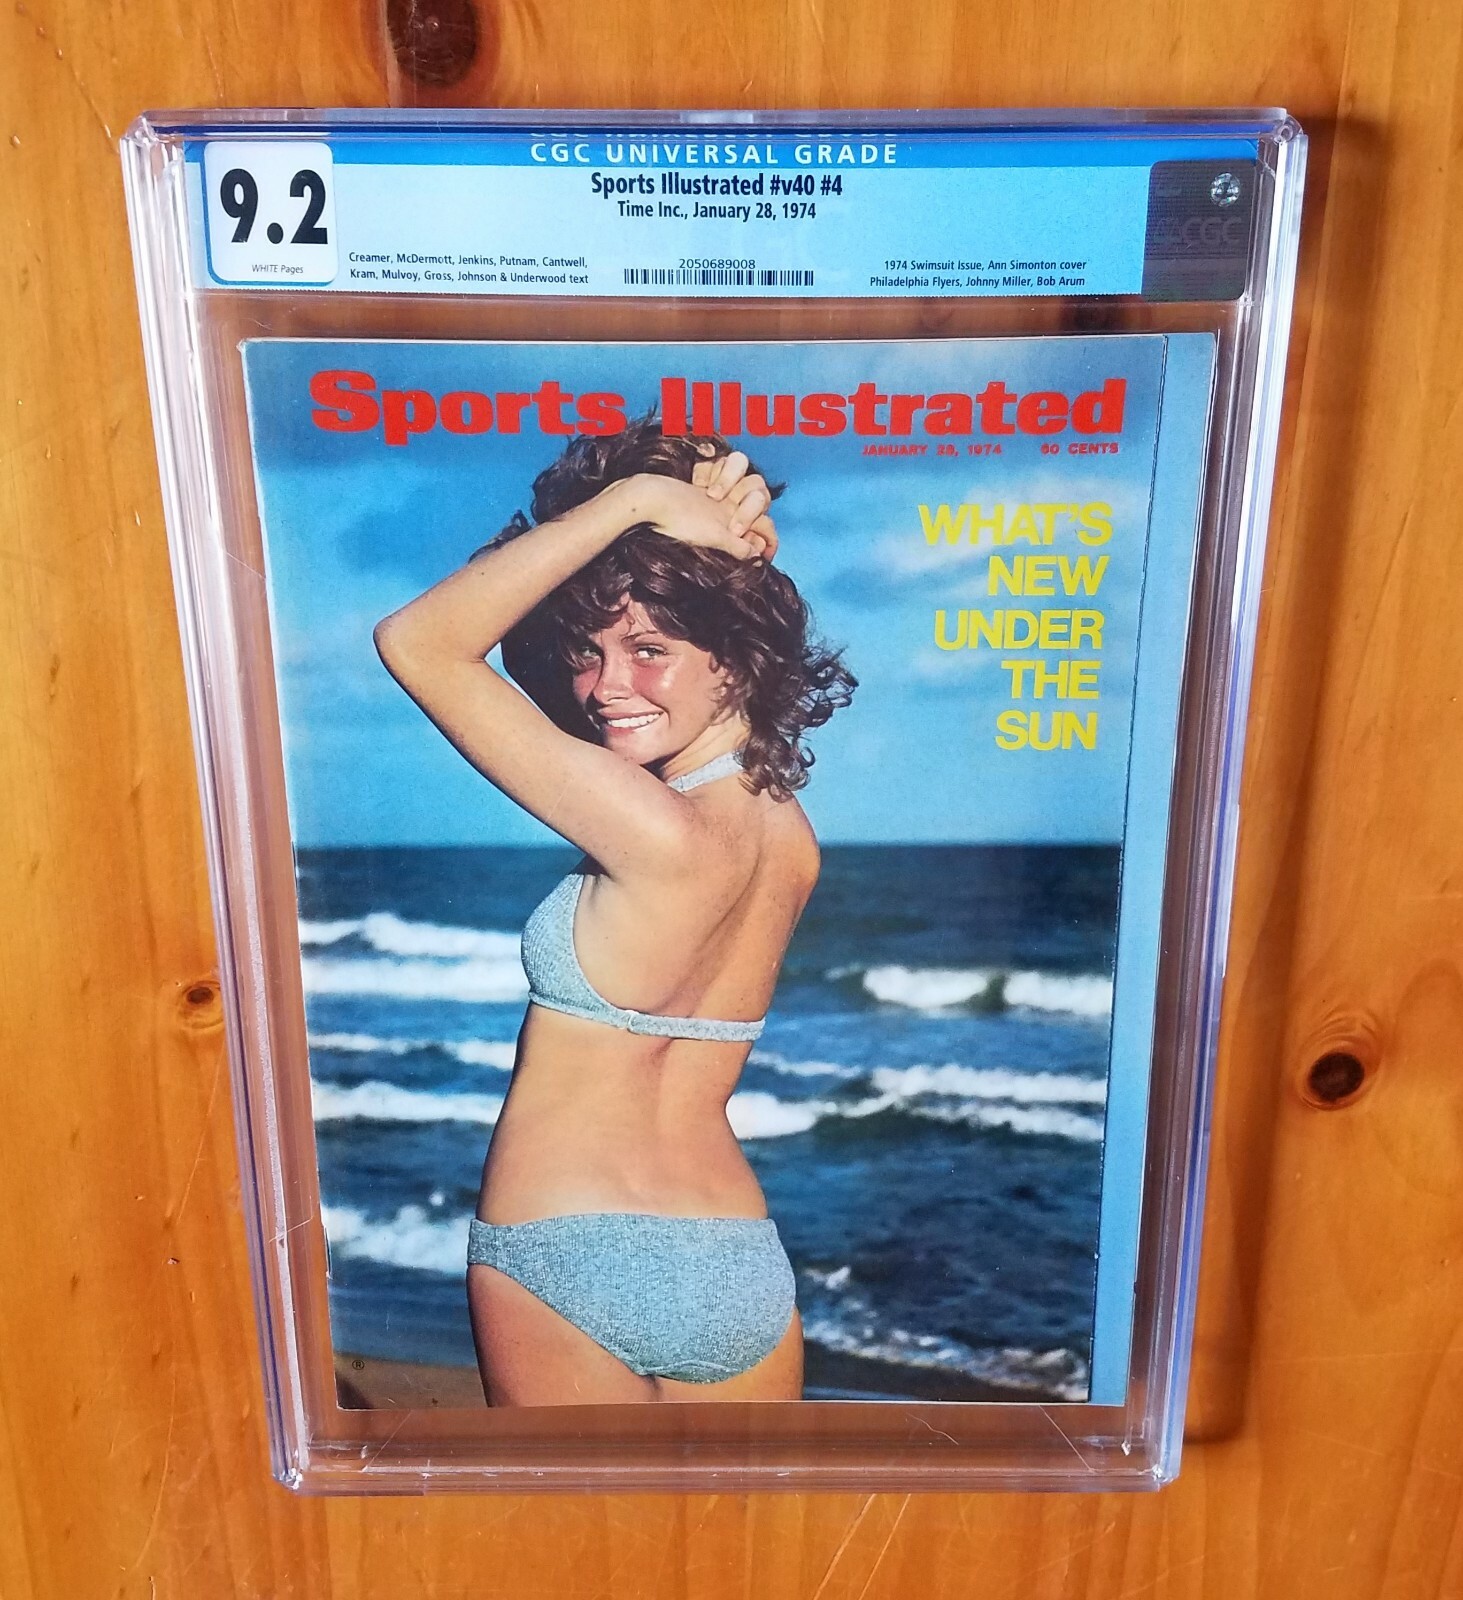 CGC UNIVERSAL GRADE
9.2
WHITE Pages
Sports Illustrated #v40 #4
Time Inc., January 28, 1974
Creamer, McDermott, Jenkins, Putnam, Cantwell,
Kram, Mulvoy, Gross, Johnson & Underwood text
2050689008
1974 Swimsuit Issue, Ann Simonton cover
Philadelphia Flyers, Johnny Miller, Bob Arum
CGC
Sports Illustrated
JANUARY 28, 1974 60 CENTS
WHAT'S
NEW
UNDER
THE
SUN
®